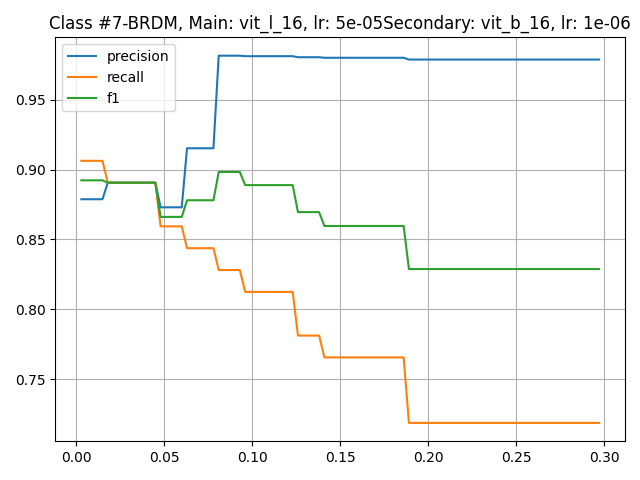 Class #7-BRDM, Main: vit_l_16, lr: 5e-05Secondary: vit_b_16, lr: 1e-06
precision
recall
f1
0.95
0.90
0.85
0.80
0.75
0.00 0.05 0.10 0.15 0.20 0.25 0.30